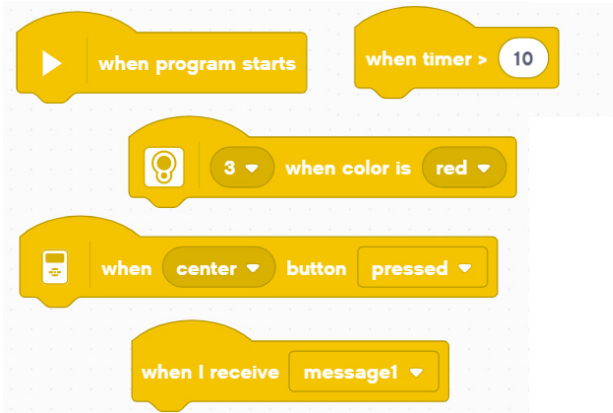 when program starts
when timer > 10
3 when color is red
when center button pressed
when I receive message1